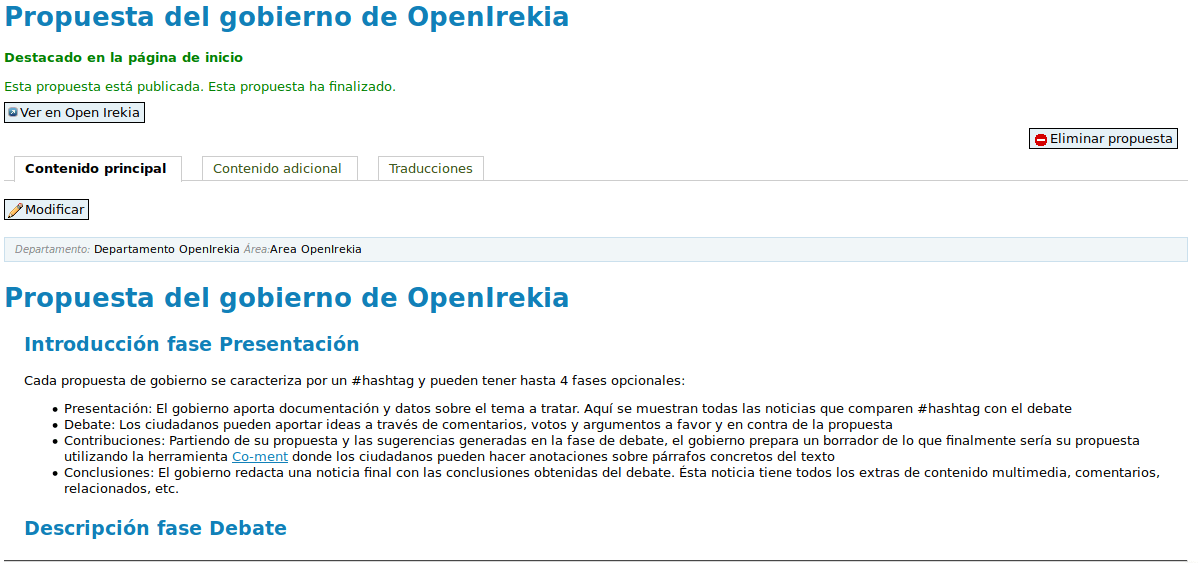 Propuesta del gobierno de OpenIrekia
Destacado en la página de inicio
Esta propuesta está publicada. Esta propuesta ha finalizado.
Ver en Open Irekia
Eliminar propuesta
Contenido principal Contenido adicional Traducciones
Modificar
Departamento: Departamento OpenIrekia Área:Area OpenIrekia
Propuesta del gobierno de OpenIrekia
Introducción fase Presentación
Cada propuesta de gobierno se caracteriza por un #hashtag y pueden tener hasta 4 fases opcionales:
• Presentación: El gobierno aporta documentación y datos sobre el tema a tratar. Aquí se muestran todas las noticias que comparen #hashtag con el debate
• Debate: Los ciudadanos pueden aportar ideas a través de comentarios, votos y argumentos a favor y en contra de la propuesta
• Contribuciones: Partiendo de su propuesta y las sugerencias generadas en la fase de debate, el gobierno prepara un borrador de lo que finalmente sería su propuesta
utilizando la herramienta Co-ment donde los ciudadanos pueden hacer anotaciones sobre párrafos concretos del texto
• Conclusiones: El gobierno redacta una noticia final con las conclusiones obtenidas del debate. Ésta noticia tiene todos los extras de contenido multimedia, comentarios,
relacionados, etc.
Descripción fase Debate